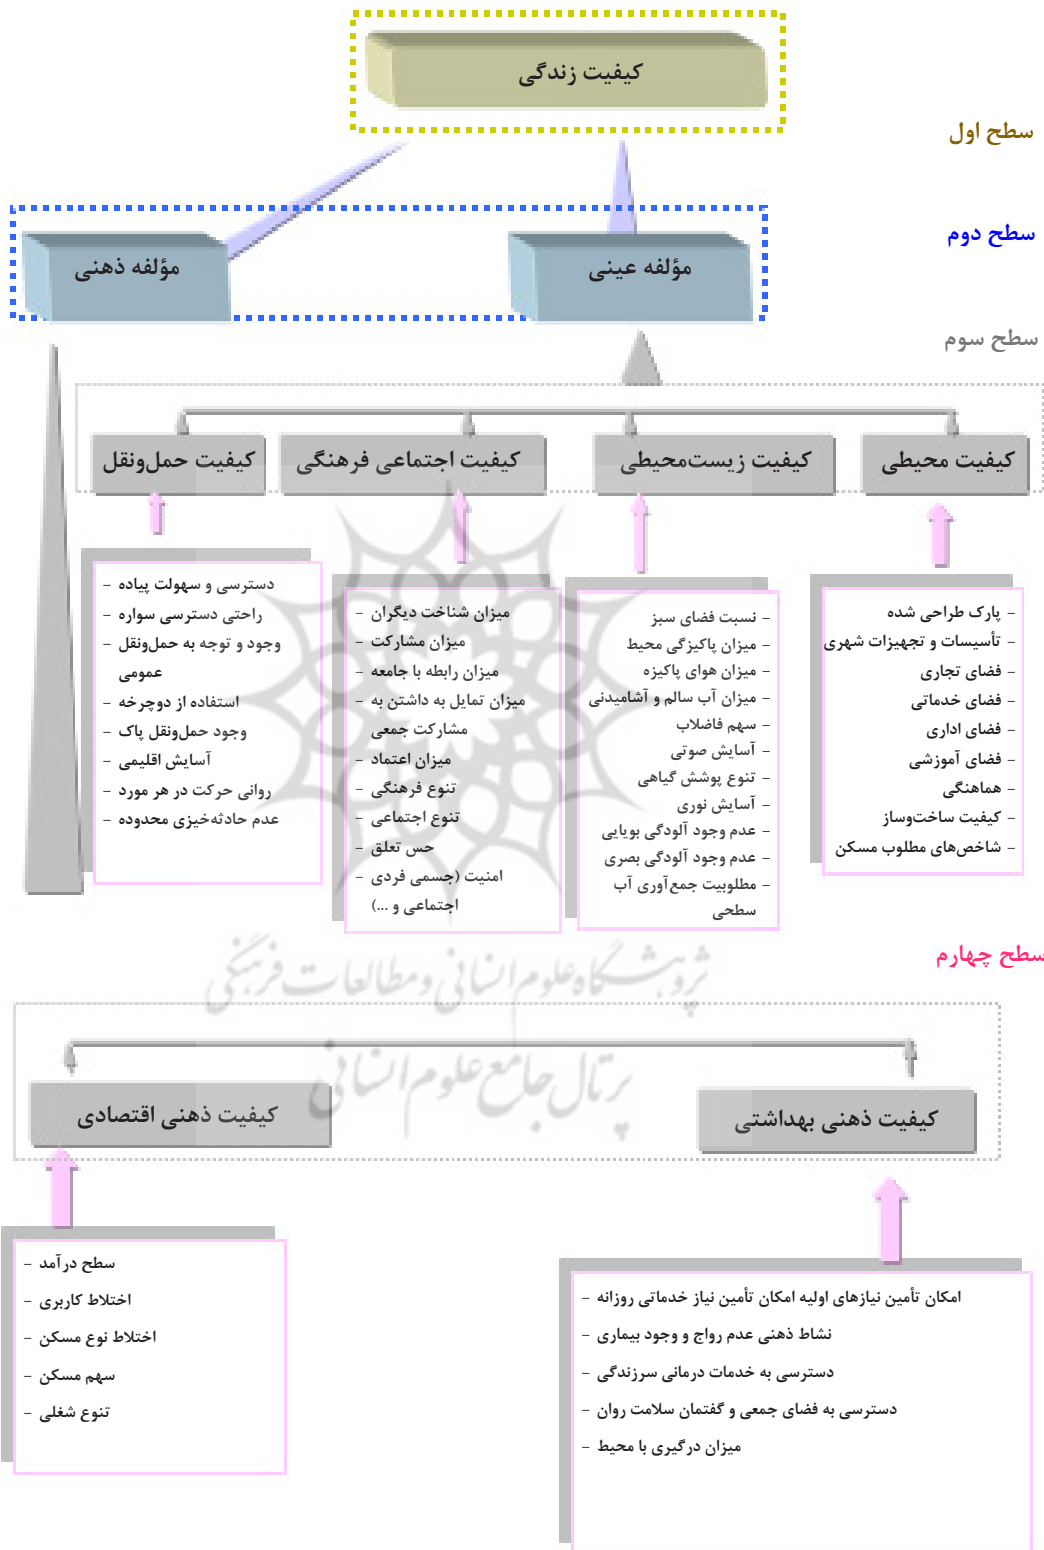 کیفیت زندگی
سطح اول
سطح دوم
مؤلفه عینی
مؤلفه ذهنی
سطح سوم
کیفیت محیطی
کیفیت زیست‌محیطی
کیفیت اجتماعی فرهنگی
کیفیت حمل‌ونقل
- پارک طراحی شده
- تأسیسات و تجهیزات شهری
- فضای تجاری
- فضای خدماتی
- فضای اداری
- فضای آموزشی
- هماهنگی
- کیفیت ساخت‌وساز
- شاخص‌های مطلوب مسکن
- نسبت فضای سبز
- میزان پاکیزگی محیط
- میزان هوای پاکیزه
- میزان آب سالم و آشامیدنی
- سهم فاضلاب
- آسایش صوتی
- تنوع پوشش گیاهی
- آسایش نوری
- عدم وجود آلودگی بویایی
- عدم وجود آلودگی بصری
- مطلوبیت جمع‌آوری آب
سطحی
میزان شناخت دیگران -
میزان مشارکت -
میزان رابطه با جامعه -
میزان تمایل به داشتن به -
مشارکت جمعی
میزان اعتماد -
تنوع فرهنگی -
تنوع اجتماعی -
حس تعلق -
امنیت (جسمی فردی -
اجتماعی و ...)
دسترسی و سهولت پیاده -
راحتی دسترسی سواره -
وجود و توجه به حمل‌ونقل -
عمومی
استفاده از دوچرخه -
وجود حمل‌ونقل پاک -
آسایش اقلیمی -
روانی حرکت در هر مورد -
عدم حادثه‌خیزی محدوده -
سطح چهارم
پژوهشگاه علوم انسانی و مطالعات فرهنگی
پرتال جامع علوم انسانی
کیفیت ذهنی بهداشتی
کیفیت ذهنی اقتصادی
امکان تأمین نیازهای اولیه امکان تأمین نیاز خدماتی روزانه -
نشاط ذهنی عدم رواج و وجود بیماری -
دسترسی به خدمات درمانی سرزندگی -
دسترسی به فضای جمعی و گفتمان سلامت روان -
میزان درگیری با محیط -
سطح درآمد -
اختلاط کاربری -
اختلاط نوع مسکن -
سهم مسکن -
تنوع شغلی -